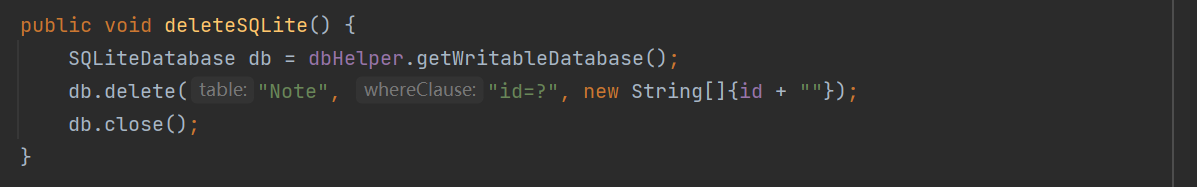 public void deleteSQLite() {
SQLiteDatabase db = dbHelper.getWritableDatabase();
db.delete( table: "Note", whereClause: "id=?", new String[]{id + ""});
db.close();
}